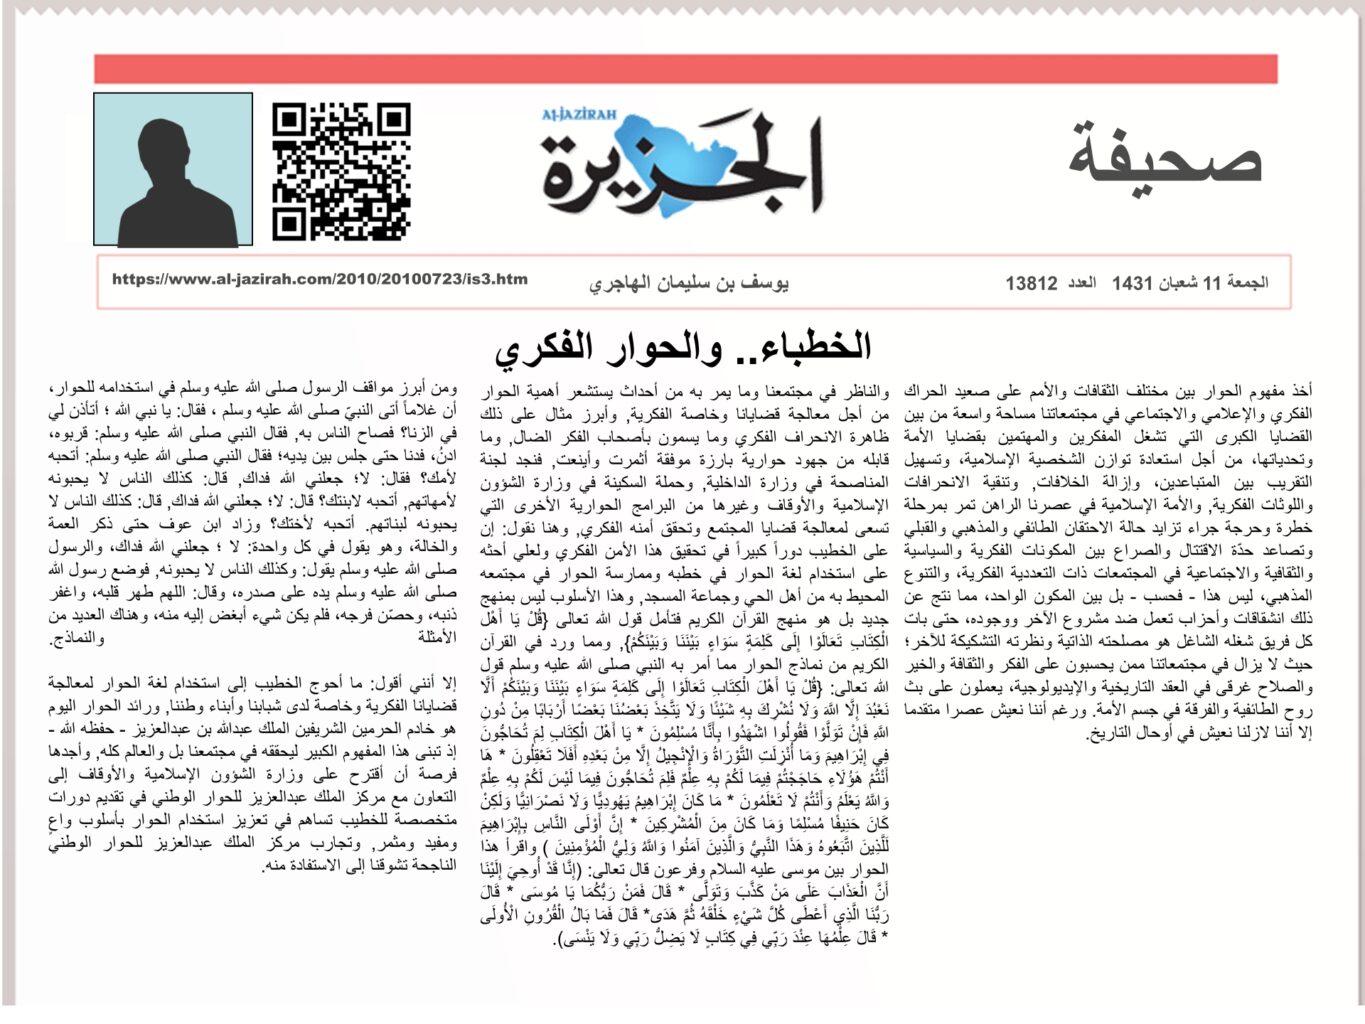 صحيفة
AL-JAZIRAH
الجزيرة
الجمعة 11 شعبان 1431 العدد 13812
يوسف بن سليمان الهاجري
https://www.al-jazirah.com/2010/20100723/is3.htm
الخطباء.. والحوار الفكري
أخذ مفهوم الحوار بين مختلف الثقافات والأمم على صعيد الحراك
الفكري والإعلامي والاجتماعي في مجتمعاتنا مساحة واسعة من بين
القضايا الكبرى التي تشغل المفكرين والمهتمين بقضايا الأمة
وتحدياتها، من أجل استعادة توازن الشخصية الإسلامية، وتسهيل
التقريب بين المتباعدين، وإزالة الخلافات, وتنقية الانحرافات
واللوثات الفكرية, والأمة الإسلامية في عصرنا الراهن تمر بمرحلة
خطرة وحرجة جراء تزايد حالة الاحتقان الطائفي والمذهبي والقبلي
وتصاعد حدّة الاقتتال والصراع بين المكونات الفكرية والسياسية
والثقافية والاجتماعية في المجتمعات ذات التعددية الفكرية، والتنوع
المذهبي، ليس هذا - فحسب - بل بين المكون الواحد، مما نتج عن
ذلك انشقاقات وأحزاب تعمل ضد مشروع الآخر ووجوده، حتى بات
كل فريق شغله الشاغل هو مصلحته الذاتية ونظرته التشكيكة للآخر؛
حيث لا يزال في مجتمعاتنا ممن يحسبون على الفكر والثقافة والخير
والصلاح غرقى في العقد التاريخية والإيديولوجية، يعملون على بث
روح الطائفية والفرقة في جسم الأمة. ورغم أننا نعيش عصرا متقدما
إلا أننا لازلنا نعيش في أوحال التاريخ.
والناظر في مجتمعنا وما يمر به من أحداث يستشعر أهمية الحوار
من أجل معالجة قضايانا وخاصة الفكرية, وأبرز مثال على ذلك
ظاهرة الانحراف الفكري وما يسمون بأصحاب الفكر الضال, وما
قابله من جهود حوارية بارزة موفقة أثمرت وأينعت, فنجد لجنة
المناصحة في وزارة الداخلية, وحملة السكينة في وزارة الشؤون
الإسلامية والأوقاف وغيرها من البرامج الحوارية الأخرى التي
تسعى لمعالجة قضايا المجتمع وتحقق أمنه الفكري, وهنا نقول: إن
على الخطيب دوراً كبيراً في تحقيق هذا الأمن الفكري ولعلي أحثه
على استخدام لغة الحوار في خطبه وممارسة الحوار في مجتمعه
المحيط به من أهل الحي وجماعة المسجد, وهذا الأسلوب ليس بمنهج
جديد بل هو منهج القرآن الكريم فتأمل قول الله تعالى {قُلْ يَا أَهْلَ
الْكِتَابِ تَعَالَوْا إِلَى كَلِمَةٍ سَوَاءٍ بَيْنَنَا وَبَيْنَكُمْ}, ومما ورد في القرآن
الكريم من نماذج الحوار مما أمر به النبي صلى الله عليه وسلم قول
الله تعالى: {قُلْ يَا أَهْلَ الْكِتَابِ تَعَالَوْا إِلَى كَلِمَةٍ سَوَاءٍ بَيْنَنَا وَبَيْنَكُمْ أَلَّا
نَعْبُدَ إِلَّا اللَّهَ وَلَا نُشْرِكَ بِهِ شَيْئًا وَلَا يَتَّخِذَ بَعْضُنَا بَعْضًا أَرْبَابًا مِنْ دُونِ
اللَّهِ فَإِنْ تَوَلَّوْا فَقُولُوا اشْهَدُوا بِأَنَّا مُسْلِمُونَ * يَا أَهْلَ الْكِتَابِ لِمَ تُحَاجُّونَ
فِي إِبْرَاهِيمَ وَمَا أُنْزِلَتِ التَّوْرَاةُ وَالْإِنْجِيلُ إِلَّا مِنْ بَعْدِهِ أَفَلَا تَعْقِلُونَ * هَا
أَنْتُمْ هَؤُلَاءِ حَاجَجْتُمْ فِيمَا لَكُمْ بِهِ عِلْمٌ فَلِمَ تُحَاجُّونَ فِيمَا لَيْسَ لَكُمْ بِهِ عِلْمٌ
وَاللَّهُ يَعْلَمُ وَأَنْتُمْ لَا تَعْلَمُونَ * مَا كَانَ إِبْرَاهِيمُ يَهُودِيًّا وَلَا نَصْرَانِيًّا وَلَكِنْ
كَانَ حَنِيفًا مُسْلِمًا وَمَا كَانَ مِنَ الْمُشْرِكِينَ * إِنَّ أَوْلَى النَّاسِ بِإِبْرَاهِيمَ
لَلَّذِينَ اتَّبَعُوهُ وَهَذَا النَّبِيُّ وَالَّذِينَ آمَنُوا وَاللَّهُ وَلِيُّ الْمُؤْمِنِينَ ) واقرأ هذا
الحوار بين موسى عليه السلام وفرعون قال تعالى: (إِنَّا قَدْ أُوحِيَ إِلَيْنَا
أَنَّ الْعَذَابَ عَلَى مَنْ كَذَّبَ وَتَوَلَّى * قَالَ فَمَنْ رَبُّكُمَا يَا مُوسَى * قَالَ
رَبُّنَا الَّذِي أَعْطَى كُلَّ شَيْءٍ خَلْقَهُ ثُمَّ هَدَى* قَالَ فَمَا بَالُ الْقُرُونِ الْأُولَى
* قَالَ عِلْمُهَا عِنْدَ رَبِّي فِي كِتَابٍ لَا يَضِلُّ رَبِّي وَلَا يَنْسَى).
ومن أبرز مواقف الرسول صلى الله عليه وسلم في استخدامه للحوار،
أن غلاماً أتى النبيّ صلى الله عليه وسلم ، فقال: يا نبي الله ؛ أتأذن لي
في الزنا؟ فصاح الناس به, فقال النبي صلى الله عليه وسلم: قربوه،
ادنُ، فدنا حتى جلس بين يديه؛ فقال النبي صلى الله عليه وسلم: أتحبه
لأمك؟ فقال: لا؛ جعلني الله فداك, قال: كذلك الناس لا يحبونه
لأمهاتهم, أتحبه لابنتك؟ قال: لا؛ جعلني الله فداك, قال: كذلك الناس لا
يحبونه لبناتهم. أتحبه لأختك؟ وزاد ابن عوف حتى ذكر العمة
والخالة، وهو يقول في كل واحدة: لا ؛ جعلني الله فداك، والرسول
صلى الله عليه وسلم يقول: وكذلك الناس لا يحبونه, فوضع رسول الله
صلى الله عليه وسلم يده على صدره، وقال: اللهم طهر قلبه، واغفر
ذنبه، وحصّن فرجه، فلم يكن شيء أبغض إليه منه، وهناك العديد من
الأمثلة والنماذج.
إلا أنني أقول: ما أحوج الخطيب إلى استخدام لغة الحوار لمعالجة
قضايانا الفكرية وخاصة لدى شبابنا وأبناء وطننا, ورائد الحوار اليوم
هو خادم الحرمين الشريفين الملك عبدالله بن عبدالعزيز - حفظه الله -
إذ تبنى هذا المفهوم الكبير ليحققه في مجتمعنا بل والعالم كله. وأجدها
فرصة أن أقترح على وزارة الشؤون الإسلامية والأوقاف إلى
التعاون مع مركز الملك عبدالعزيز للحوار الوطني في تقديم دورات
متخصصة للخطيب تساهم في تعزيز استخدام الحوار بأسلوب واعٍ
ومفيد ومثمر, وتجارب مركز الملك عبدالعزيز للحوار الوطني
الناجحة تشوقنا إلى الاستفادة منه.